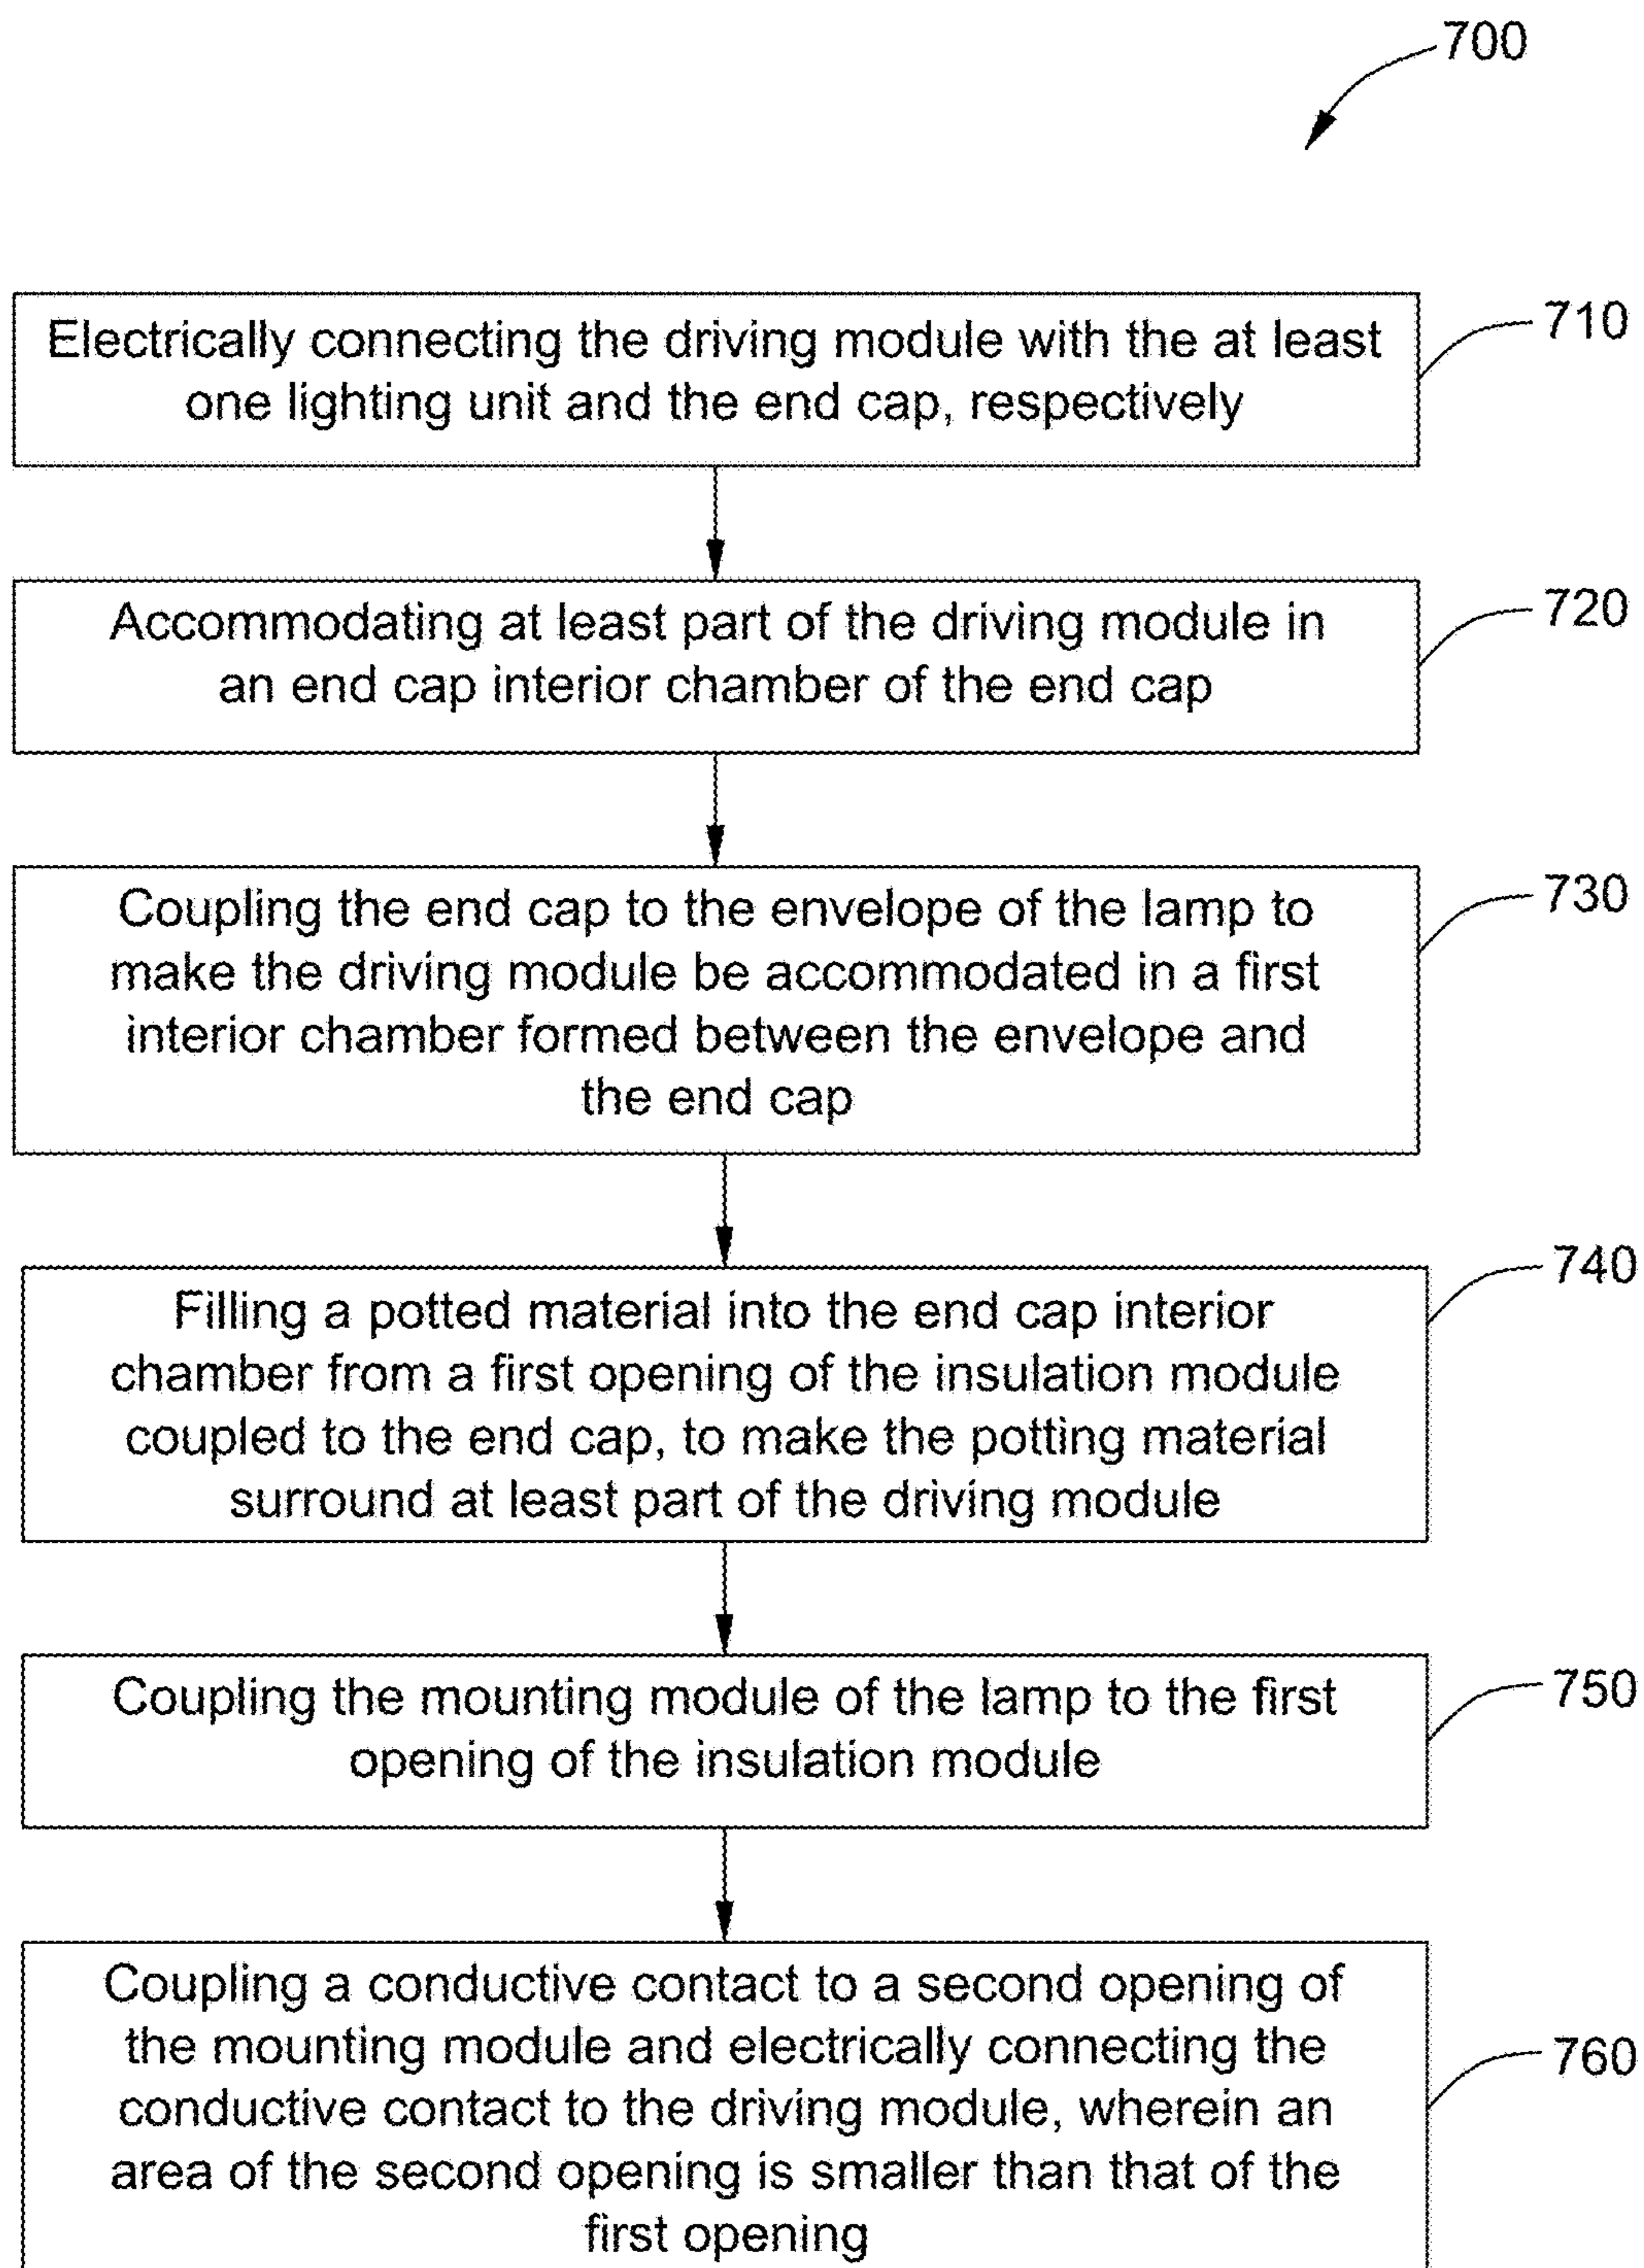 700
Electrically connecting the driving module with the at least
one lighting unit and the end cap, respectively
710
Accommodating at least part of the driving module in
an end cap interior chamber of the end cap
720
Coupling the end cap to the envelope of the lamp to
make the driving module be accommodated in a first
interior chamber formed between the envelope and
the end cap
730
Filling a potted material into the end cap interior
chamber from a first opening of the insulation module
coupled to the end cap, to make the potting material
surround at least part of the driving module
740
Coupling the mounting module of the lamp to the first
opening of the insulation module
750
Coupling a conductive contact to a second opening of
the mounting module and electrically connecting the
conductive contact to the driving module, wherein an
area of the second opening is smaller than that of the
first opening
760